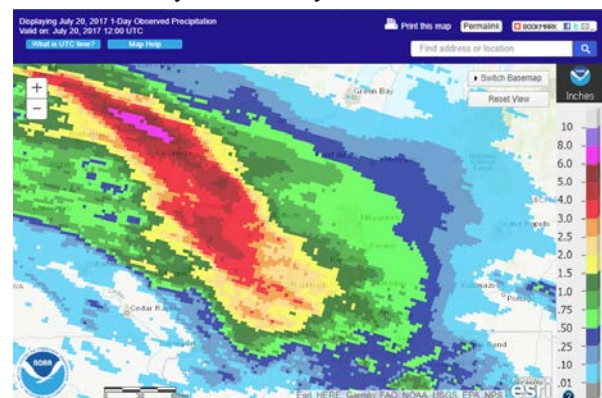 Displaying July 20, 2017 1-Day Observed Precipitation
Valid on: July 20, 2017 12:00 UTC
What is UTC time?
Map Help
Print this map
Permalink
BOOKMARK
Find address or location
+
−
Switch Basemap
Reset View
Inches
10
8.0
6.0
5.0
4.0
3.0
2.5
2.0
1.5
1.0
.75
.50
.25
.10
.01
Green Bay
Milwaukee
Grand Rapids
Cedar
NOAA
Esri, HERE, Garmin, FAO, NOAA, USGS, EPA, NPS
esri
?